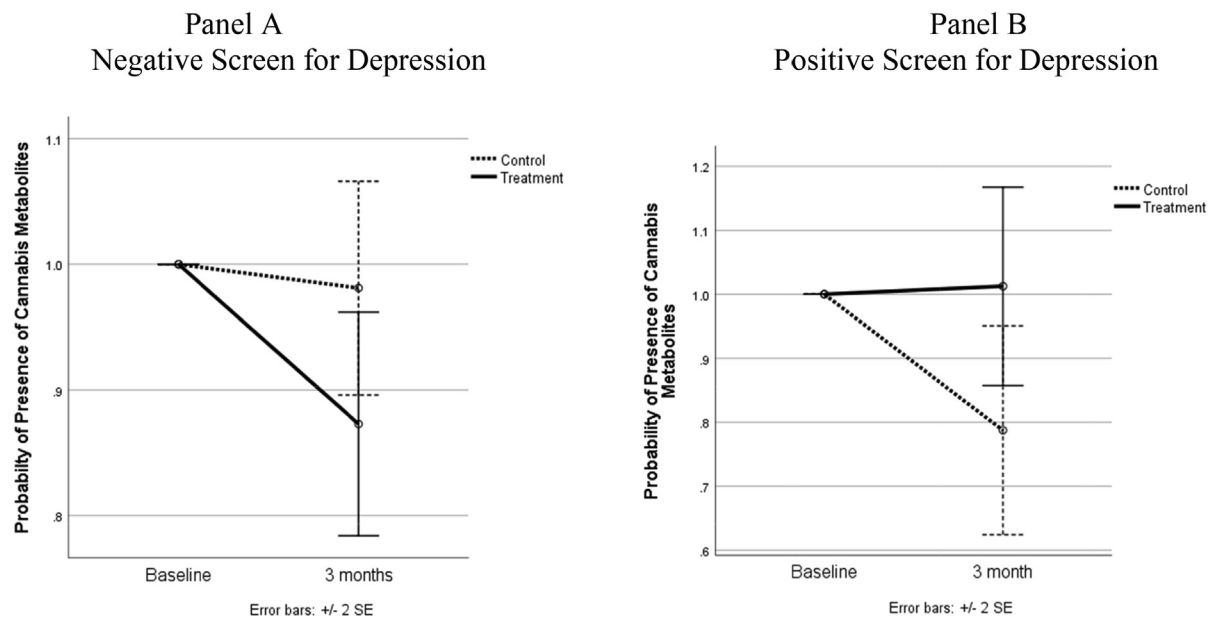 Panel A
Negative Screen for Depression
Probabilty of Presence of Cannabis Metabolites
1.1
1.0
.9
.8
Control
Treatment
Baseline
3 months
Error bars: +/- 2 SE
Panel B
Positive Screen for Depression
Probability of Presence of Cannabis
Metabolites
1.2
1.1
1.0
.9
.8
.7
.6
Control
Treatment
Baseline
3 month
Error bars: +/- 2 SE